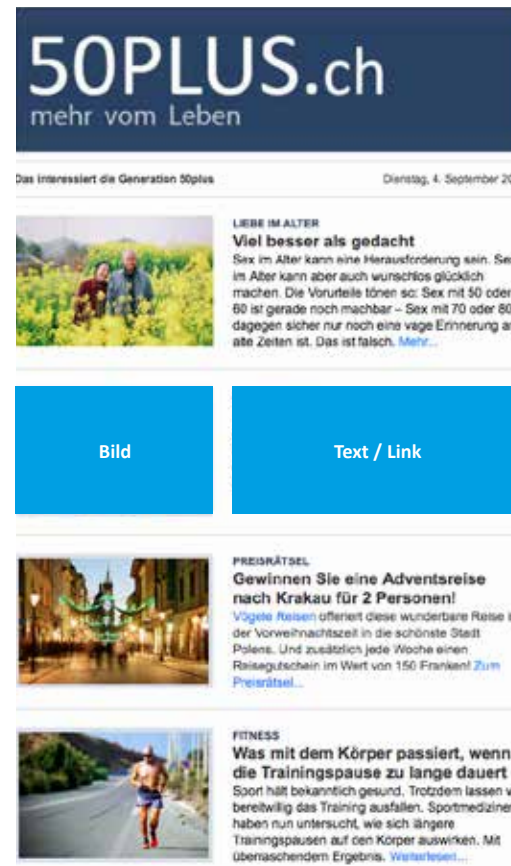 50PLUS.ch
mehr vom Leben
Das interessiert die Generation 50plus
Dienstag, 4. September 20
LIEBE IM ALTER
Viel besser als gedacht
Sex im Alter kann eine Herausforderung sein. Sex
im Alter kann aber auch wunschlos glücklich
machen. Die Vorurteile tönen so: Sex mit 50 oder
60 ist gerade noch machbar – Sex mit 70 oder 80
dagegen sicher nur noch eine vage Erinnerung an
alte Zeiten ist. Das ist falsch. Mehr...
Bild
Text / Link
PREISRÄTSEL
Gewinnen Sie eine Adventsreise
nach Krakau für 2 Personen!
Vögele Reisen offeriert diese wunderbare Reise i
der Vorweihnachtszeit in die schönste Stadt
Polens. Und zusätzlich jede Woche einen
Reisegutschein im Wert von 150 Franken! Zum
Preisrätsel...
FITNESS
Was mit dem Körper passiert, wenn
die Trainingspause zu lange dauert
Sport hält bekanntlich gesund. Trotzdem lassen w
bereitwillig das Training ausfallen. Sportmediziner
haben nun untersucht, wie sich längere
Trainingspausen auf den Körper auswirken. Mit
überraschendem Ergebnis. Weiterlesen...